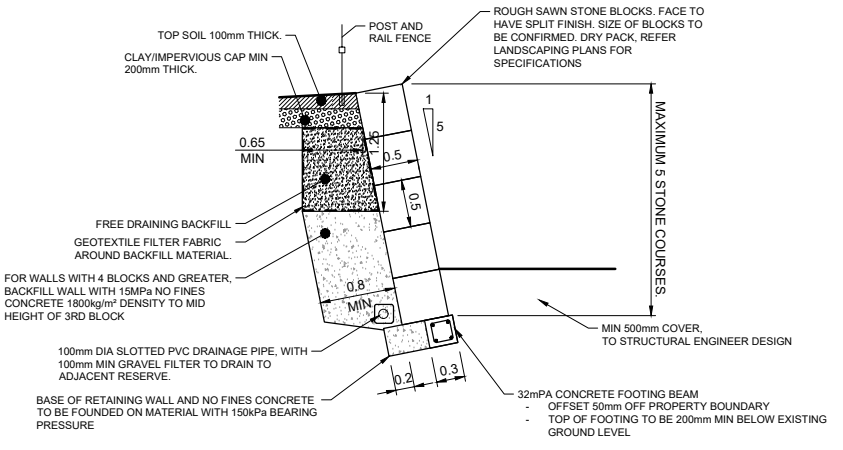 TOP SOIL 100mm THICK.
CLAY/IMPERVIOUS CAP MIN
200mm THICK.
POST AND
RAIL FENCE
ROUGH SAWN STONE BLOCKS. FACE TO
HAVE SPLIT FINISH. SIZE OF BLOCKS TO
BE CONFIRMED. DRY PACK, REFER
LANDSCAPING PLANS FOR
SPECIFICATIONS
1
5
0.65
MIN
1.25
0.5
0.5
MAXIMUM 5 STONE COURSES.
FREE DRAINING BACKFILL
GEOTEXTILE FILTER FABRIC
AROUND BACKFILL MATERIAL.
FOR WALLS WITH 4 BLOCKS AND GREATER,
BACKFILL WALL WITH 15MPa NO FINES
CONCRETE 1800kg/m² DENSITY TO MID
HEIGHT OF 3RD BLOCK
0.8
MIN
MIN 500mm COVER,
TO STRUCTURAL ENGINEER DESIGN
100mm DIA SLOTTED PVC DRAINAGE PIPE, WITH
100mm MIN GRAVEL FILTER TO DRAIN TO
ADJACENT RESERVE.
0.2
0.3
BASE OF RETAINING WALL AND NO FINES CONCRETE
TO BE FOUNDED ON MATERIAL WITH 150kPa BEARING
PRESSURE
32mPA CONCRETE FOOTING BEAM
- OFFSET 50mm OFF PROPERTY BOUNDARY
- TOP OF FOOTING TO BE 200mm MIN BELOW EXISTING
GROUND LEVEL